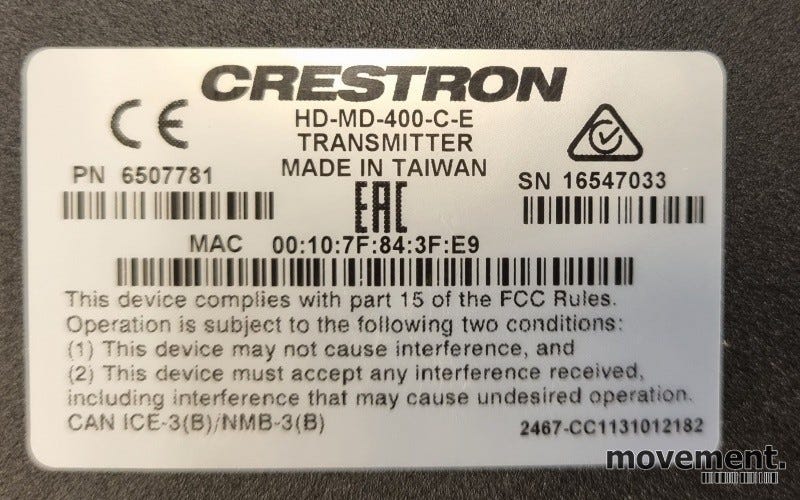 CRESTRON
CE
HD-MD-400-C-E
TRANSMITTER
MADE IN TAIWAN
PN 6507781
SN 16547033
EAC
MAC 00:10:7F:84:3F:E9
This device complies with part 15 of the FCC Rules.
Operation is subject to the following two conditions:
(1) This device may not cause interference, and
(2) This device must accept any interference received,
including interference that may cause undesired operation.
CAN ICE-3(B)/NMB-3(B)
2467-CC1131012182
movement.